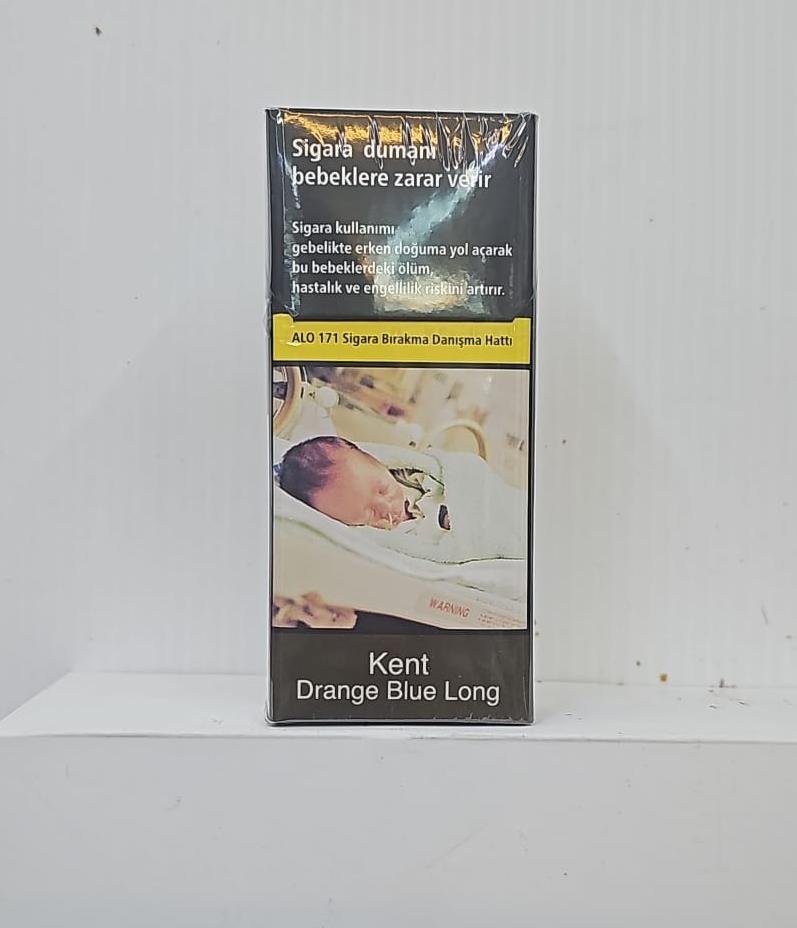 Sigara dumanı
bebeklere zarar verir
Sigara kullanımı
gebelikte erken doğuma yol açarak
bu bebeklerdeki ölüm,
hastalık ve engellilik riskini artırır.
ALO 171 Sigara Bırakma Danışma Hattı
WARNING
Kent
Drange Blue Long